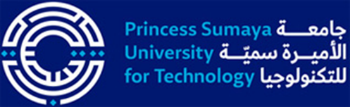 Princess Sumaya
University
for Technology
جامعة
الأميرة سميّة
للتكنولوجيا